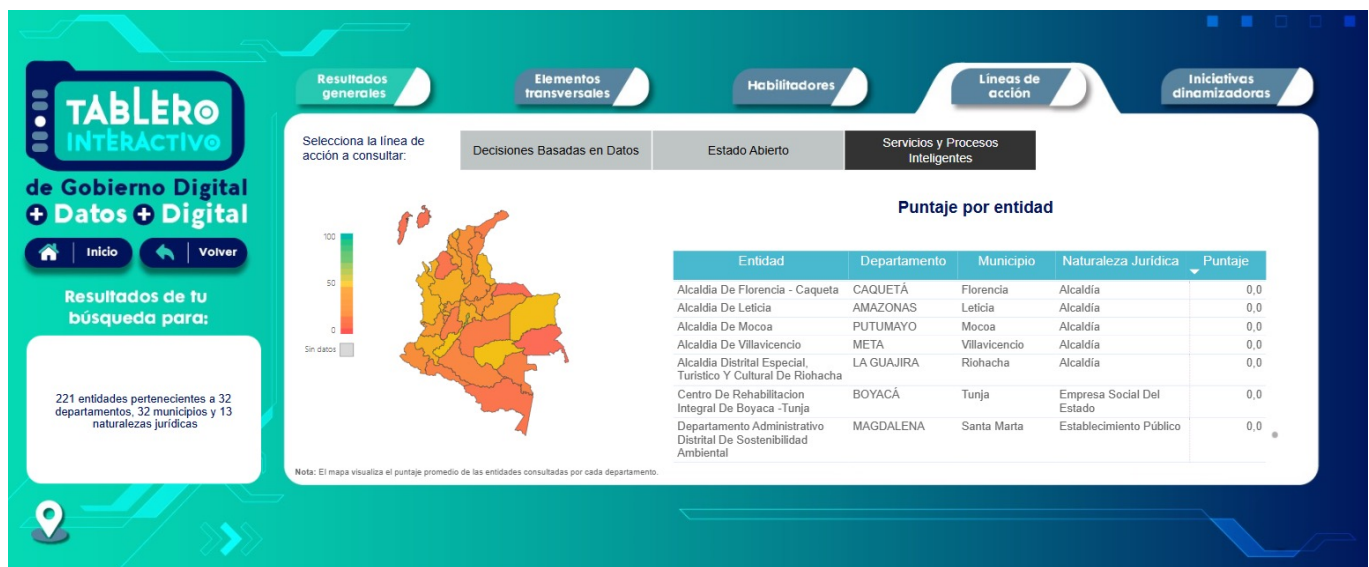 TABLERO
INTERACTIVO
de Gobierno Digital
+ Datos + Digital
Inicio
Volver
Resultados de tu
búsqueda para:
221 entidades pertenecientes a 32
departamentos, 32 municipios y 13
naturalezas jurídicas
Resultados
generales
Elementos
transversales
Habilitadores
Líneas de
acción
Iniciativas
dinamizadoras
Selecciona la línea de
acción a consultar:
Decisiones Basadas en Datos
Estado Abierto
Servicios y Procesos
Inteligentes
100
50
0
Sin datos
Nota: El mapa visualiza el puntaje promedio de las entidades consultadas por cada departamento.
Puntaje por entidad
Entidad Departamento Municipio Naturaleza Jurídica Puntaje
Alcaldia De Florencia - Caqueta CAQUETÁ Florencia Alcaldía 0,0
Alcaldia De Leticia AMAZONAS Leticia Alcaldía 0,0
Alcaldia De Mocoa PUTUMAYO Mocoa Alcaldía 0,0
Alcaldia De Villavicencio META Villavicencio Alcaldía 0,0
Alcaldia Distrital Especial, LA GUAJIRA Riohacha Alcaldía 0,0
Turistico Y Cultural De Riohacha
Centro De Rehabilitacion BOYACÁ Tunja Empresa Social Del 0,0
Integral De Boyaca -Tunja Estado
Departamento Administrativo MAGDALENA Santa Marta Establecimiento Público 0,0
Distrital De Sostenibilidad
Ambiental